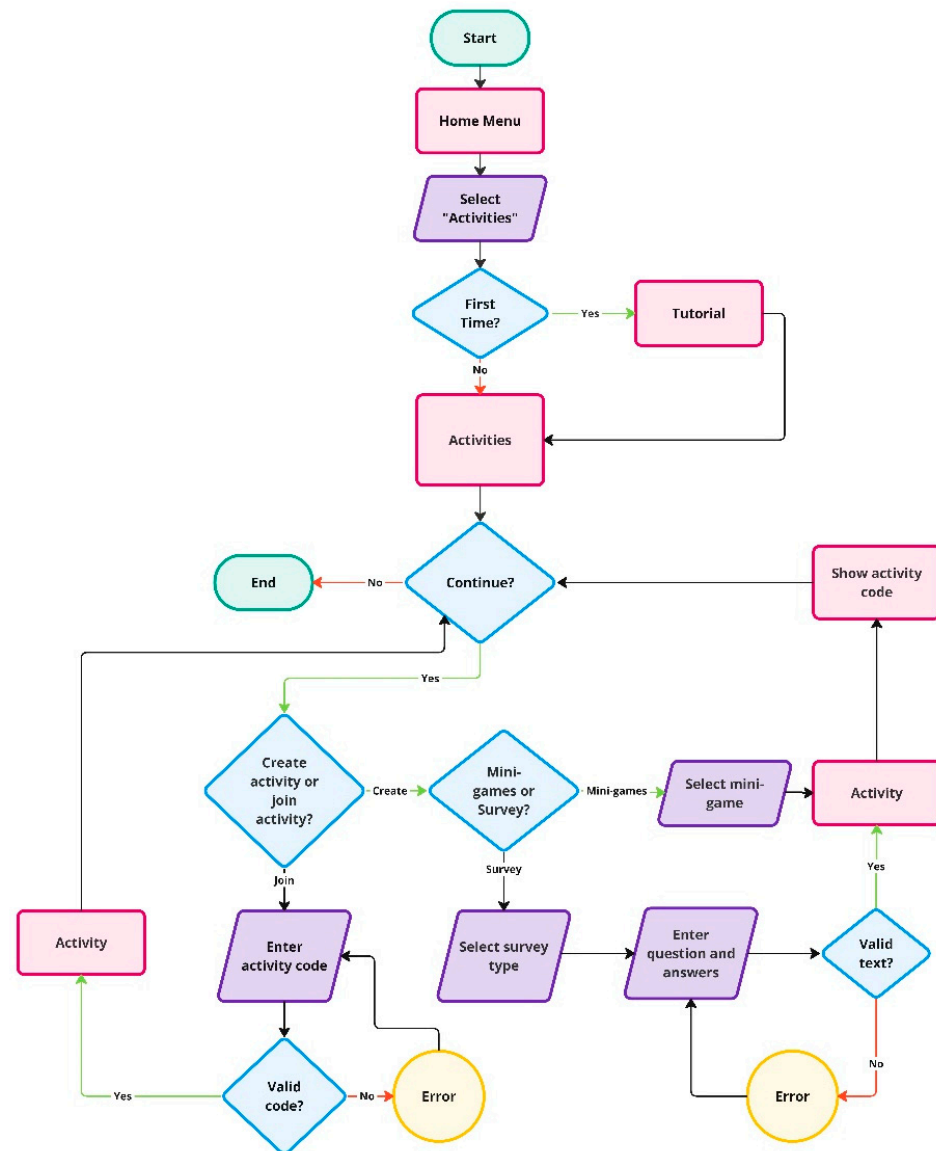 Start
Home Menu
Select
"Activities"
First
Time?
Yes
Tutorial
No
Activities
Continue?
No
End
Show activity
code
Yes
Create
activity or
join
activity?
Create
Mini-
games or
Survey?
Mini-games
Select mini-
game
Activity
Join
Survey
Yes
Activity
Enter
activity code
Select survey
type
Enter
question and
answers
Valid
text?
No
Yes
Valid
code?
No
Error
Error